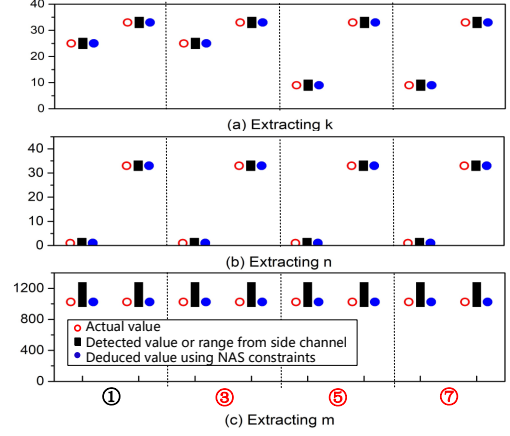 40
30
20
10
0
(a) Extracting k
40
30
20
10
0
(b) Extracting n
1200
800
400
0
Actual value
Detected value or range from side channel
Deduced value using NAS constraints
① ③ ⑤ ⑦
(c) Extracting m